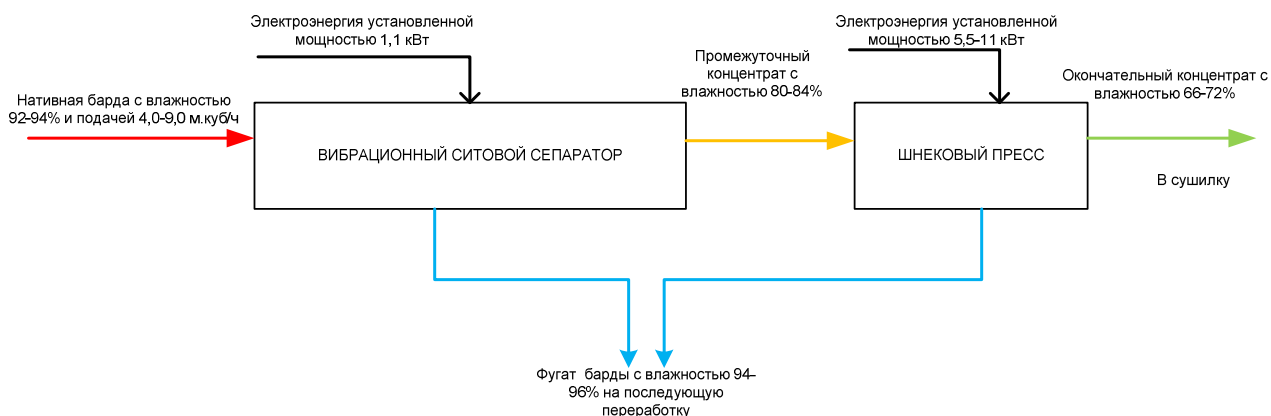 Электроэнергия установленной
мощностью 1,1 кВт
Электроэнергия установленной
мощностью 5,5-11 кВт
Промежуточный
концентрат с
влажностью 80-84%
Окончательный концентрат с
влажностью 66-72%
Нативная барда с влажностью
92-94% и подачей 4,0-9,0 м.куб/ч
ВИБРАЦИОННЫЙ СИТОВОЙ СЕПАРАТОР
ШНЕКОВЫЙ ПРЕСС
В сушилку
Фугат барды с влажностью 94-
96% на последующую
переработку